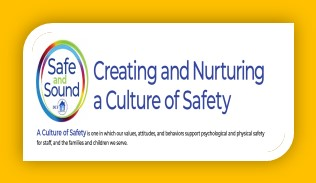 Safe
and
Sound
Creating and Nurturing
a Culture of Safety
A Culture of Safety is one in which our values, attitudes, and behaviors support psychological and physical safety
for staff, and the families and children we serve.